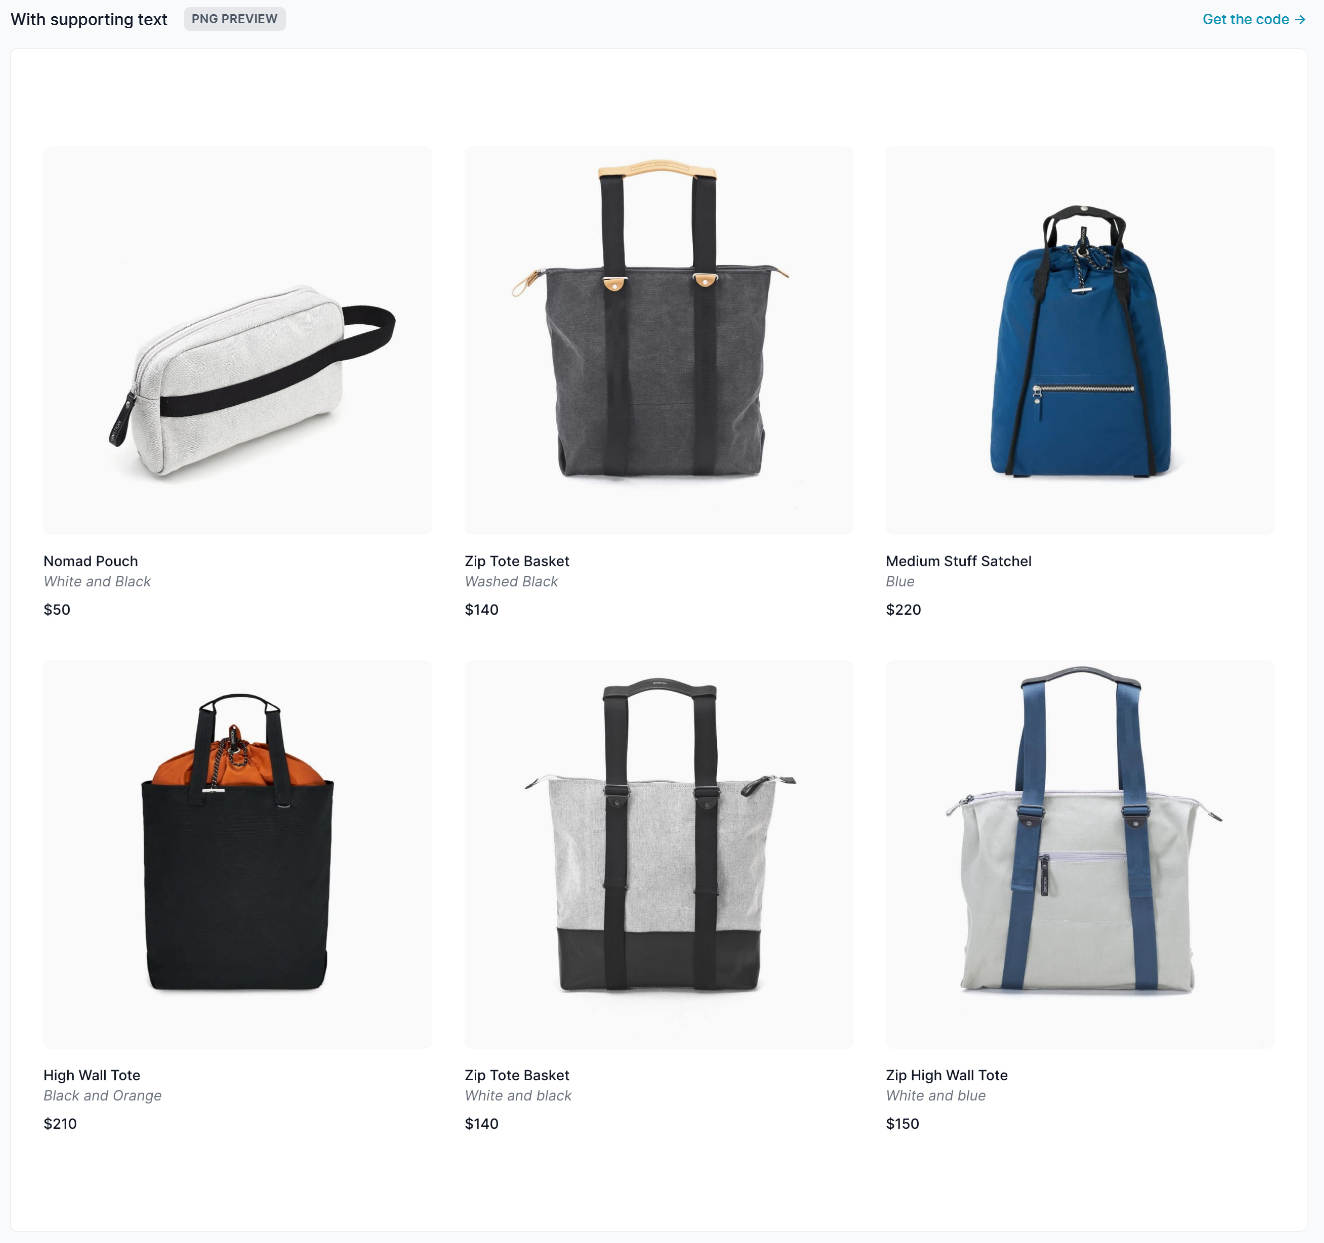 With supporting text PNG PREVIEW Get the code →
Nomad Pouch
White and Black
$50
Zip Tote Basket
Washed Black
$140
Medium Stuff Satchel
Blue
$220
High Wall Tote
Black and Orange
$210
Zip Tote Basket
White and black
$140
Zip High Wall Tote
White and blue
$150